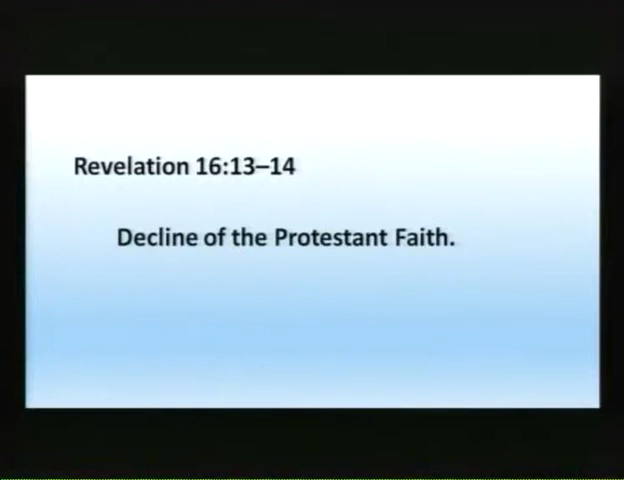 Revelation 16:13–14
Decline of the Protestant Faith.